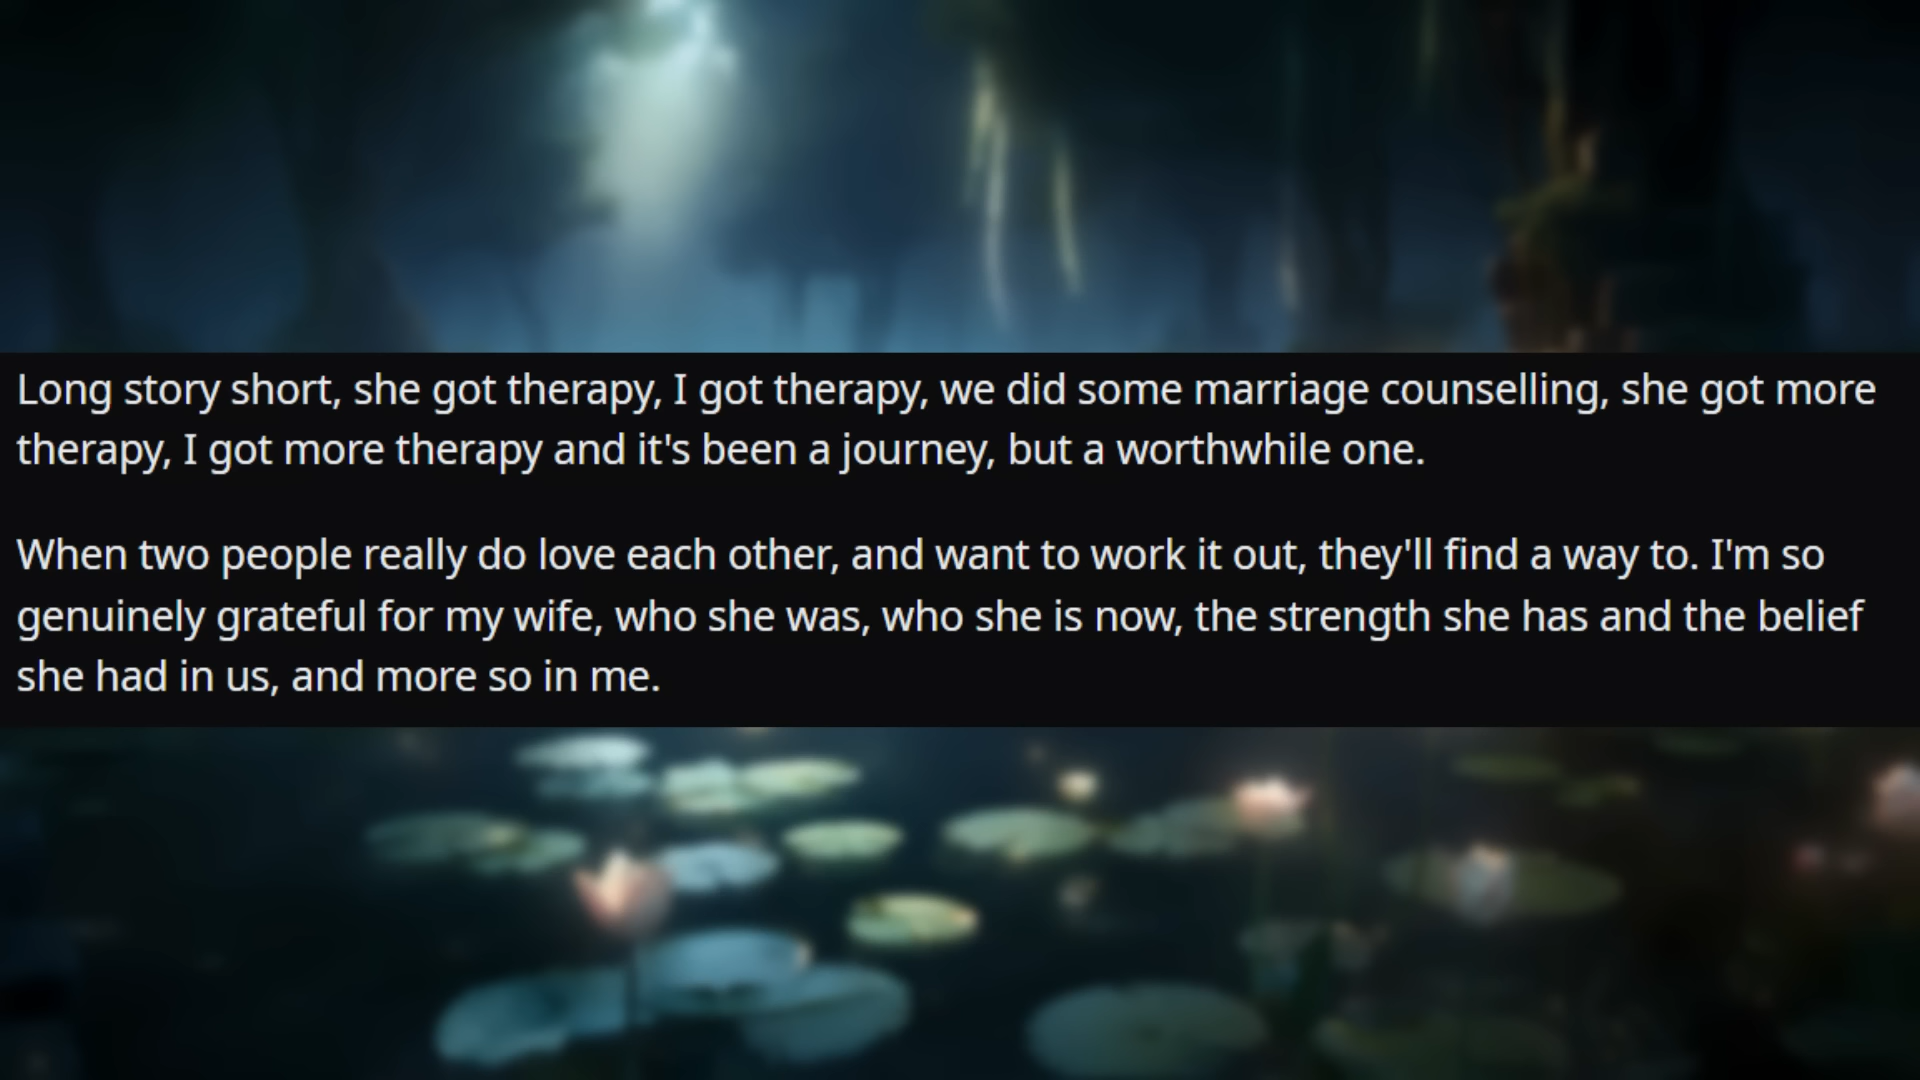 Long story short, she got therapy, I got therapy, we did some marriage counselling, she got more
therapy, I got more therapy and it's been a journey, but a worthwhile one.
When two people really do love each other, and want to work it out, they'll find a way to. I'm so
genuinely grateful for my wife, who she was, who she is now, the strength she has and the belief
she had in us, and more so in me.